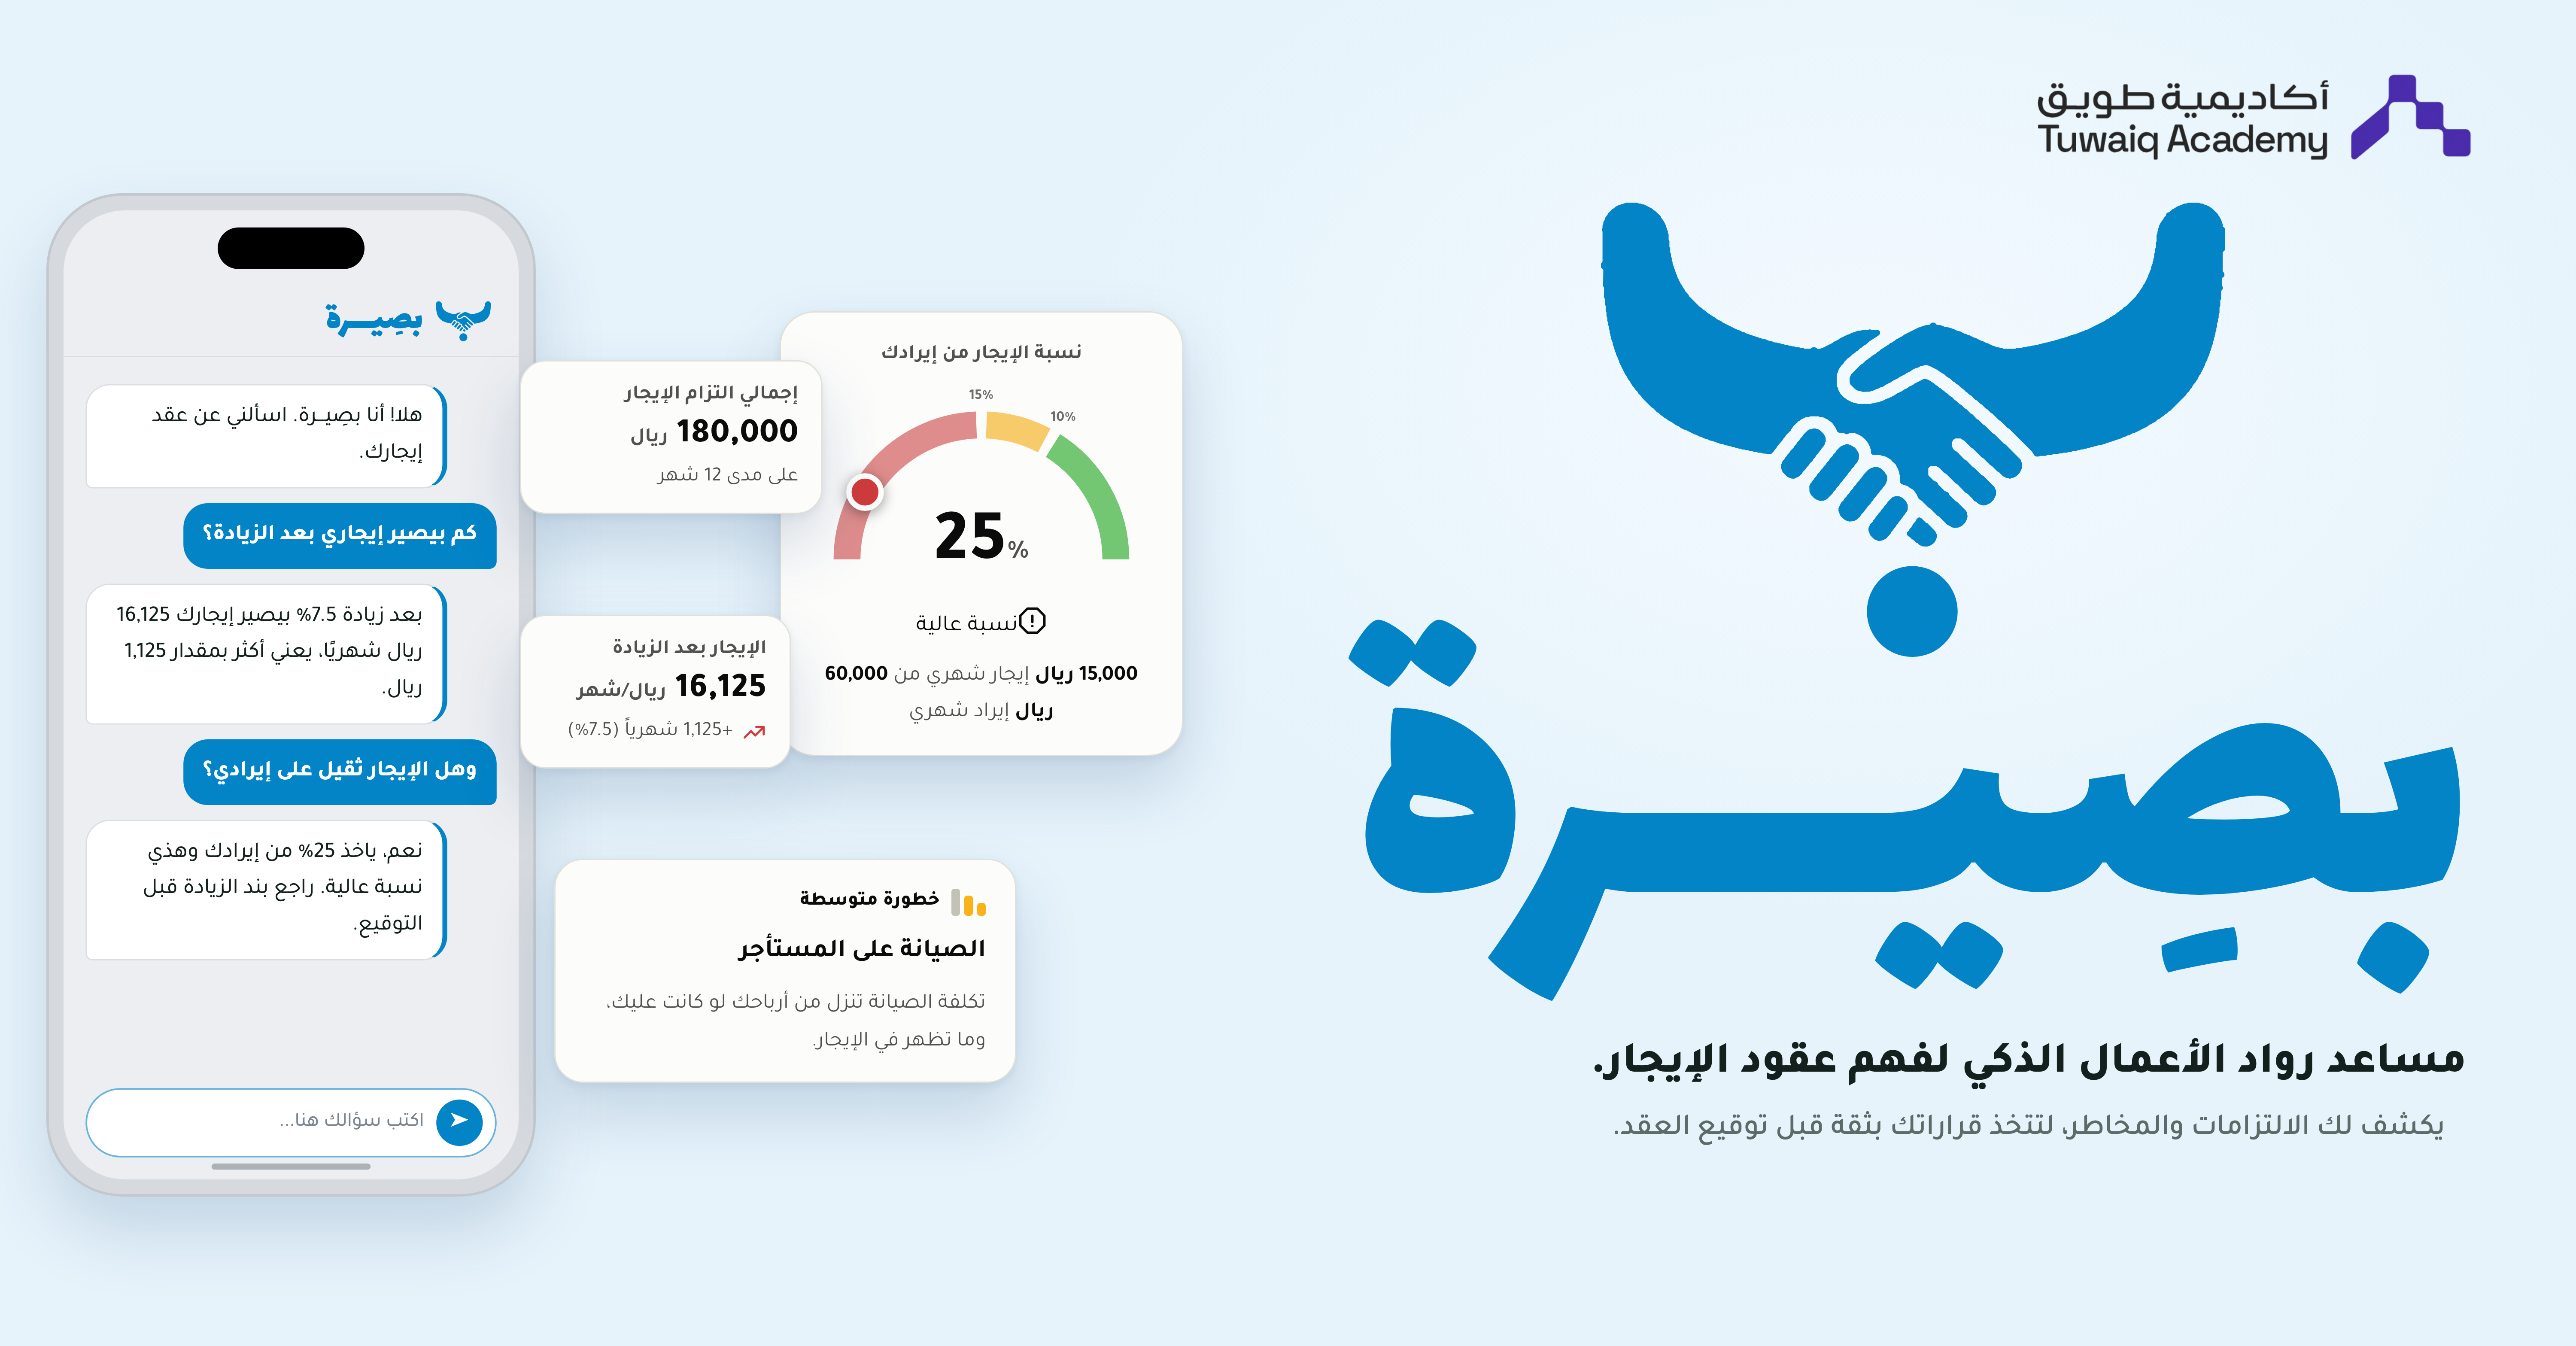 أكاديمية طويق
Tuwaiq Academy
بصِيـــرة
مساعد رواد الأعمال الذكي لفهم عقود الإيجار.
يكشف لك الالتزامات والمخاطر، لتتخذ قراراتك بثقة قبل توقيع العقد.
نسبة الإيجار من إيرادك
15%
10%
25%
نسبة عالية
15,000 ريال إيجار شهري من 60,000
ريال إيراد شهري
إجمالي التزام الإيجار
180,000 ريال
على مدى 12 شهر
الإيجار بعد الزيادة
16,125 ريال/شهر
+1,125 شهرياً (7.5%)
خطورة متوسطة
الصيانة على المستأجر
تكلفة الصيانة تنزل من أرباحك لو كانت عليك،
وما تظهر في الإيجار.
بصِيـــرة
هلا! أنا بصِيـــرة. اسألني عن عقد
إيجارك.
كم بيصير إيجاري بعد الزيادة؟
بعد زيادة 7.5% بيصير إيجارك 16,125
ريال شهريًا، يعني أكثر بمقدار 1,125
ريال.
وهل الإيجار ثقيل على إيرادي؟
نعم، ياخذ 25% من إيرادك وهذي
نسبة عالية. راجع بند الزيادة قبل
التوقيع.
اكتب سؤالك هنا...